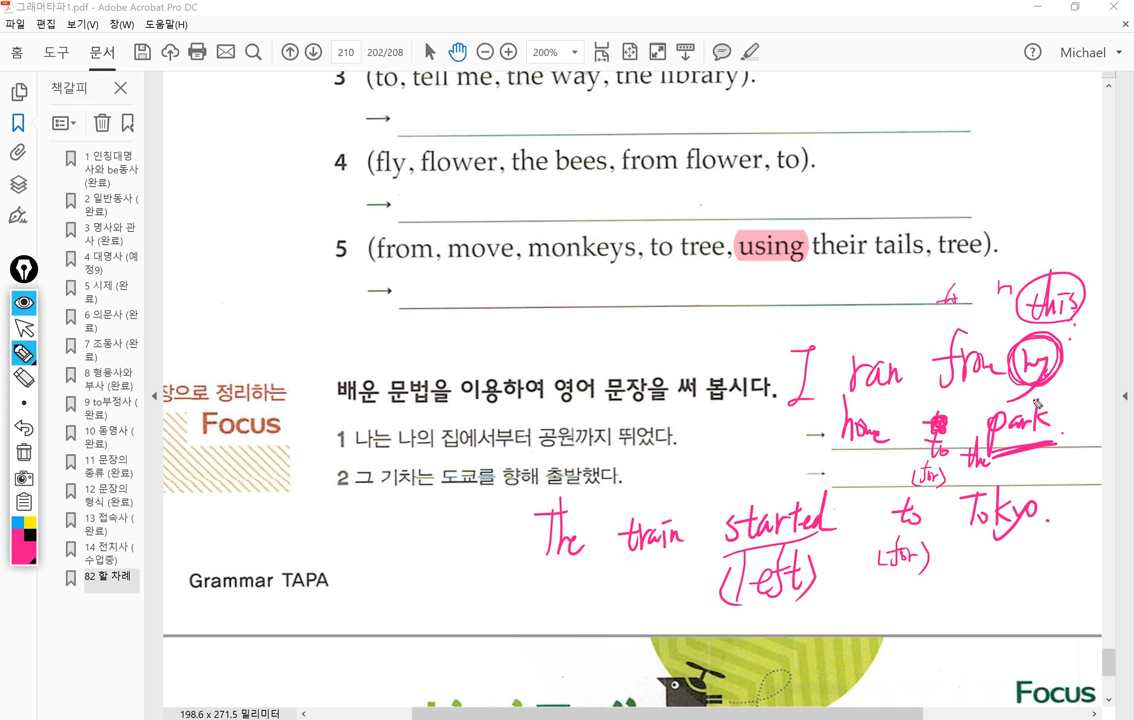 그래머타파1.pdf - Adobe Acrobat Pro DC
파일 편집 보기(V) 창(W) 도움말(H)
홈 도구 문서 210 202/208 200% Michael
책갈피
1 인칭대명
사와 be동사
(완료)
2 일반동사 (
완료)
3 명사와 관
사 (완료)
4 대명사 (예
정9)
5 시제 (완
료)
6 의문사 (완
료)
7 조동사 (완
료)
8 형용사와
부사 (완료)
9 to부정사 (
완료)
10 동명사 (
완료)
11 문장의
종류 (완료)
12 문장의
형식 (완료)
13 접속사 (
완료)
14 전치사 (
수업중)
82 할 차례
3 (to, tell me, the way, the library).
→
4 (fly, flower, the bees, from flower, to).
→
5 (from, move, monkeys, to tree, using their tails, tree).
→
this
장으로 정리하는
Focus
배운 문법을 이용하여 영어 문장을 써 봅시다.
I ran from my
home to the park.
(for)
1 나는 나의 집에서부터 공원까지 뛰었다. →
2 그 기차는 도쿄를 향해 출발했다. →
The train started to Tokyo.
(left) (for)
Grammar TAPA
Focus
198.6 x 271.5 밀리미터